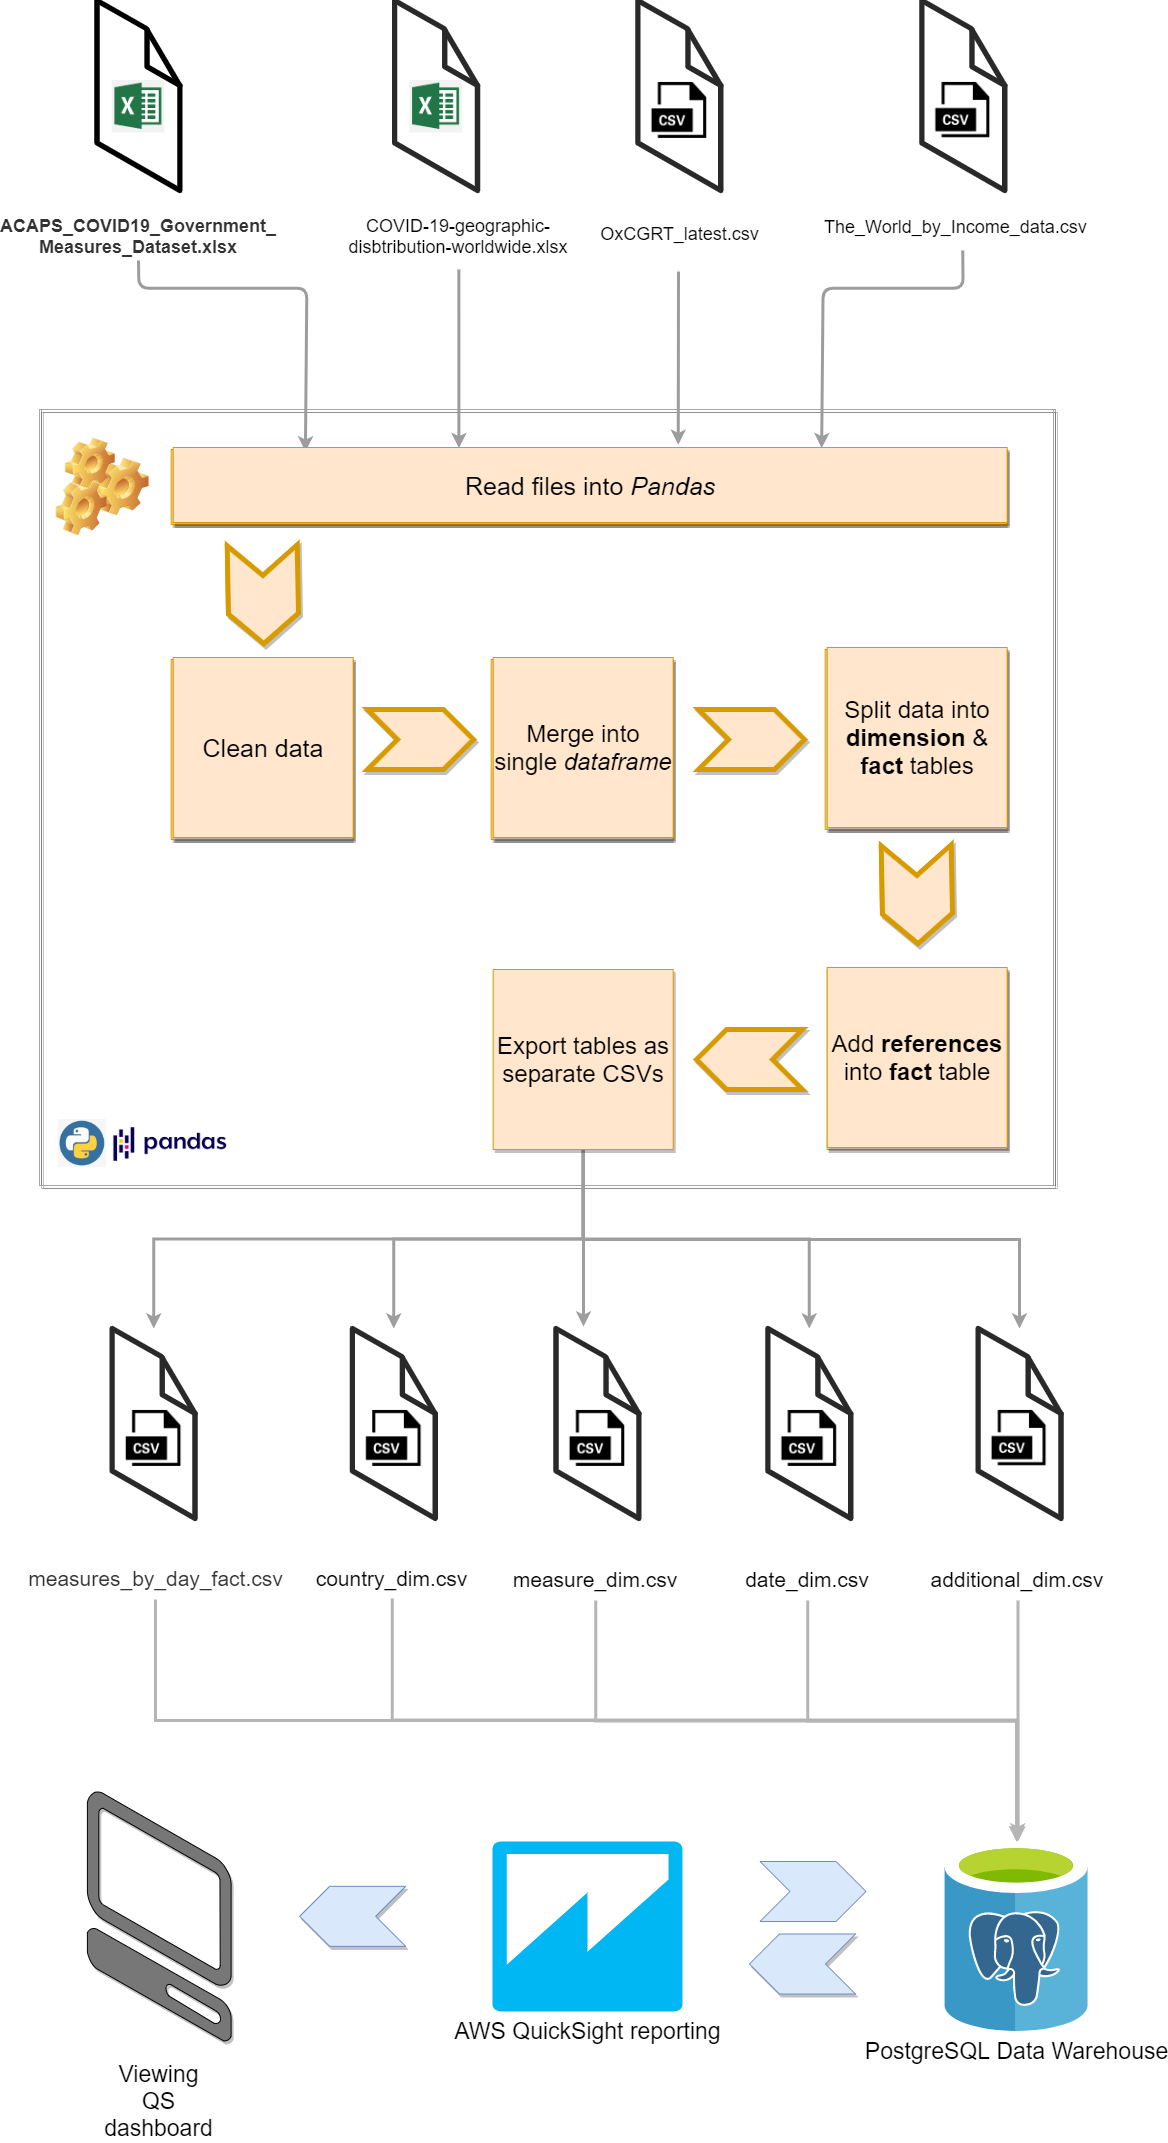 X
X
CSV
CSV
ACAPS_COVID19_Government_
Measures_Dataset.xlsx
COVID-19-geographic-
disbtribution-worldwide.xlsx
OxCGRT_latest.csv
The_World_by_Income_data.csv
Read files into Pandas
Clean data
Merge into
single dataframe
Split data into
dimension &
fact tables
Export tables as
separate CSVs
Add references
into fact table
pandas
CSV
CSV
CSV
CSV
CSV
measures_by_day_fact.csv
country_dim.csv
measure_dim.csv
date_dim.csv
additional_dim.csv
AWS QuickSight reporting
PostgreSQL Data Warehouse
Viewing
QS
dashboard